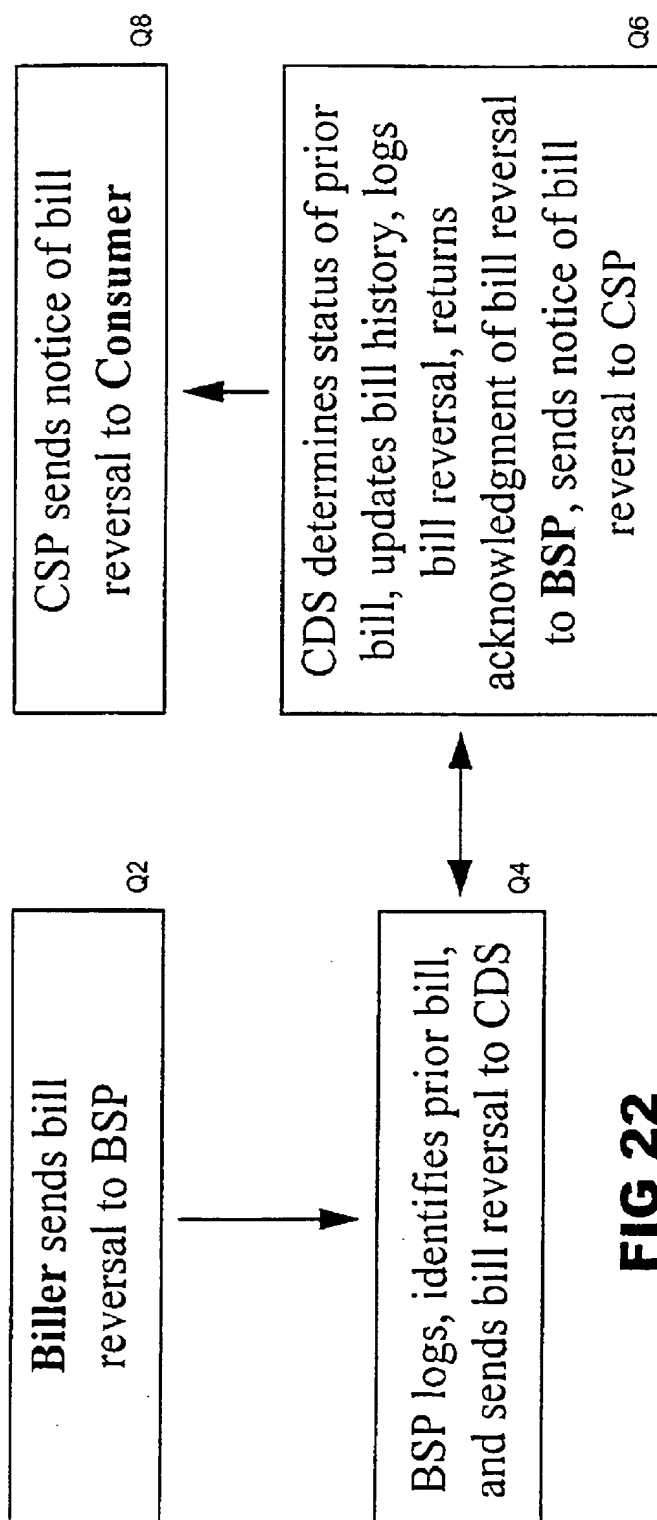 Biller sends bill
reversal to BSP
Q2
BSP logs, identifies prior bill,
and sends bill reversal to CDS
Q4
CDS determines status of prior
bill, updates bill history, logs
bill reversal, returns
acknowledgment of bill reversal
to BSP, sends notice of bill
reversal to CSP
Q6
CSP sends notice of bill
reversal to Consumer
Q8
FIG 22